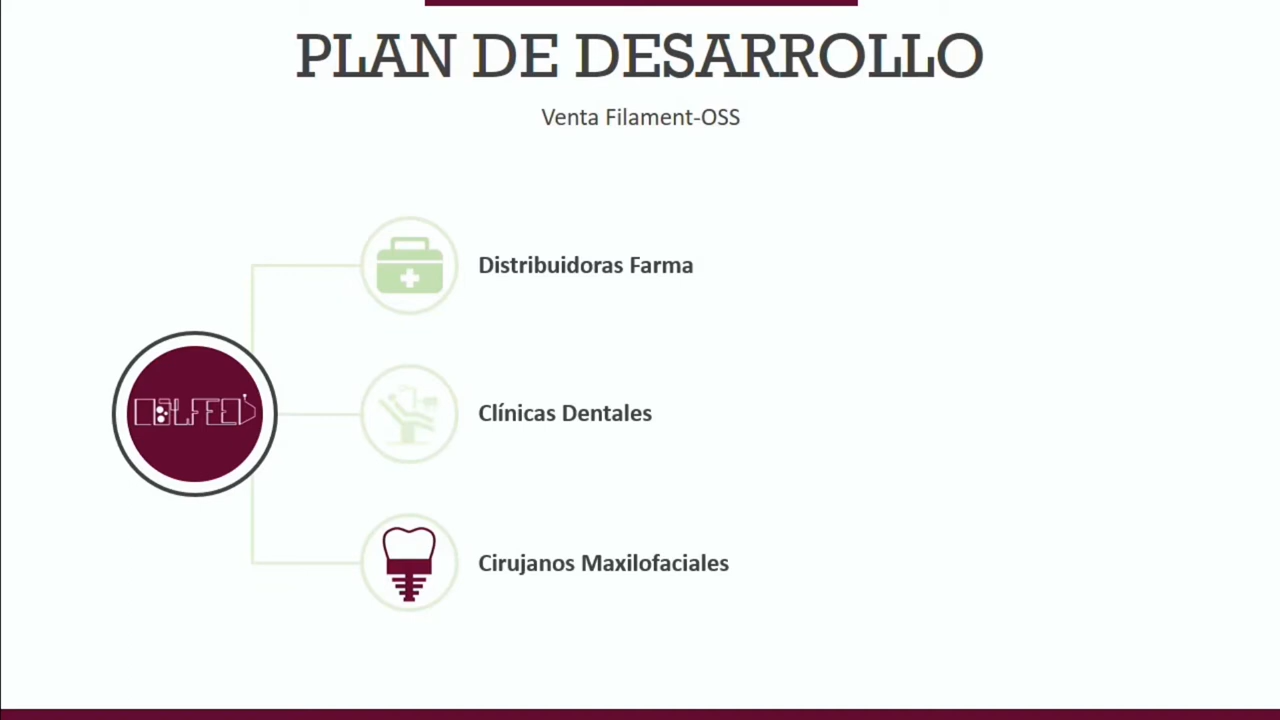 PLAN DE DESARROLLO
Venta Filament-OSS
Distribuidoras Farma
Clínicas Dentales
Cirujanos Maxilofaciales